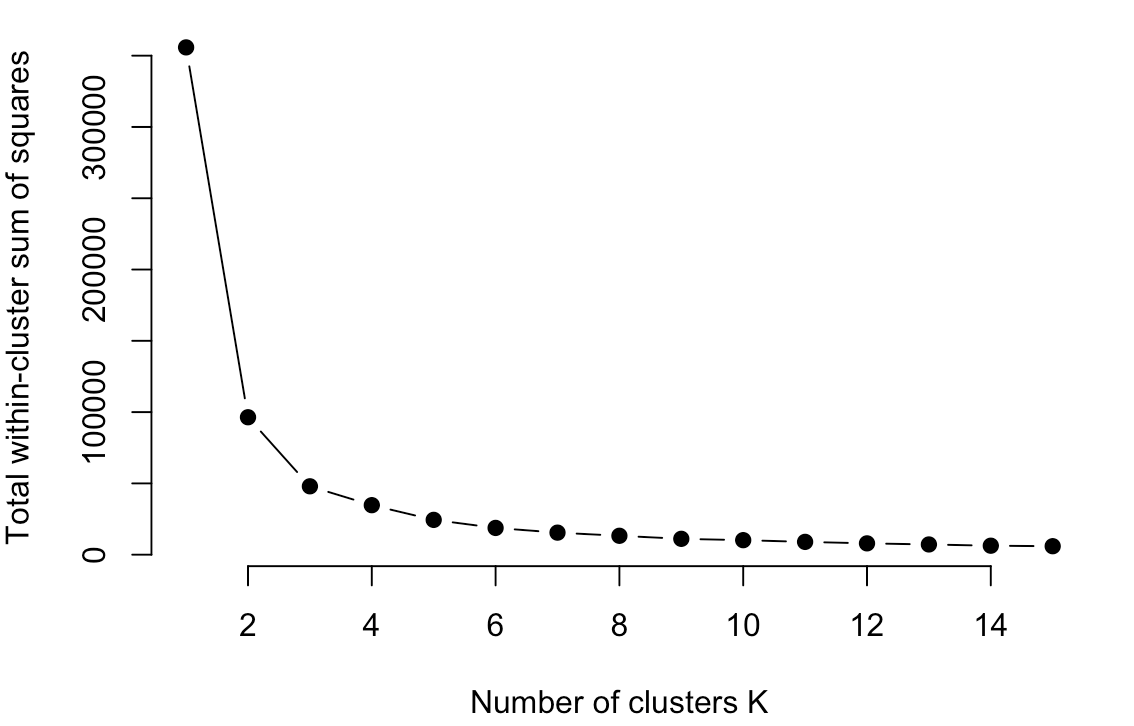 Total within-cluster sum of squares
300000
200000
100000
0
2 4 6 8 10 12 14
Number of clusters K